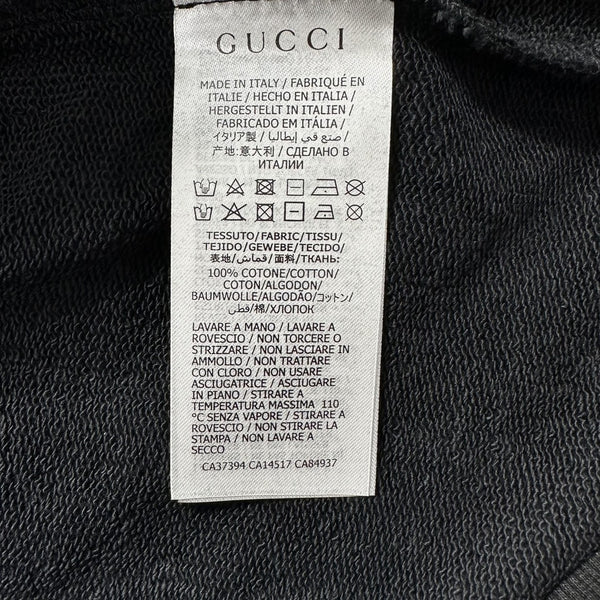 GUCCI
MADE IN ITALY / FABRIQUÉ EN
ITALIE / HECHO EN ITALIA /
HERGESTELLT IN ITALIEN /
FABRICADO EM ITÁLIA /
イタリア製 / صنع في إيطاليا /
产地:意大利 / СДЕЛАНО В
ИТАЛИИ
TESSUTO/FABRIC/TISSU/
TEJIDO/GEWEBE/TECIDO/
表地/قماش/面料/ТКАНЬ:
100% COTONE/COTTON/
COTON/ALGODON/
BAUMWOLLE/ALGODÃO/コットン/
قطن/棉/ХЛОПОК
LAVARE A MANO / LAVARE A
ROVESCIO / NON TORCERE O
STRIZZARE / NON LASCIARE IN
AMMOLLO / NON TRATTARE
CON CLORO / NON USARE
ASCIUGATRICE / ASCIUGARE
IN PIANO / STIRARE A
TEMPERATURA MASSIMA 110
°C SENZA VAPORE / STIRARE A
ROVESCIO / NON STIRARE LA
STAMPA / NON LAVARE A
SECCO
CA37394 CA14517 CA84937